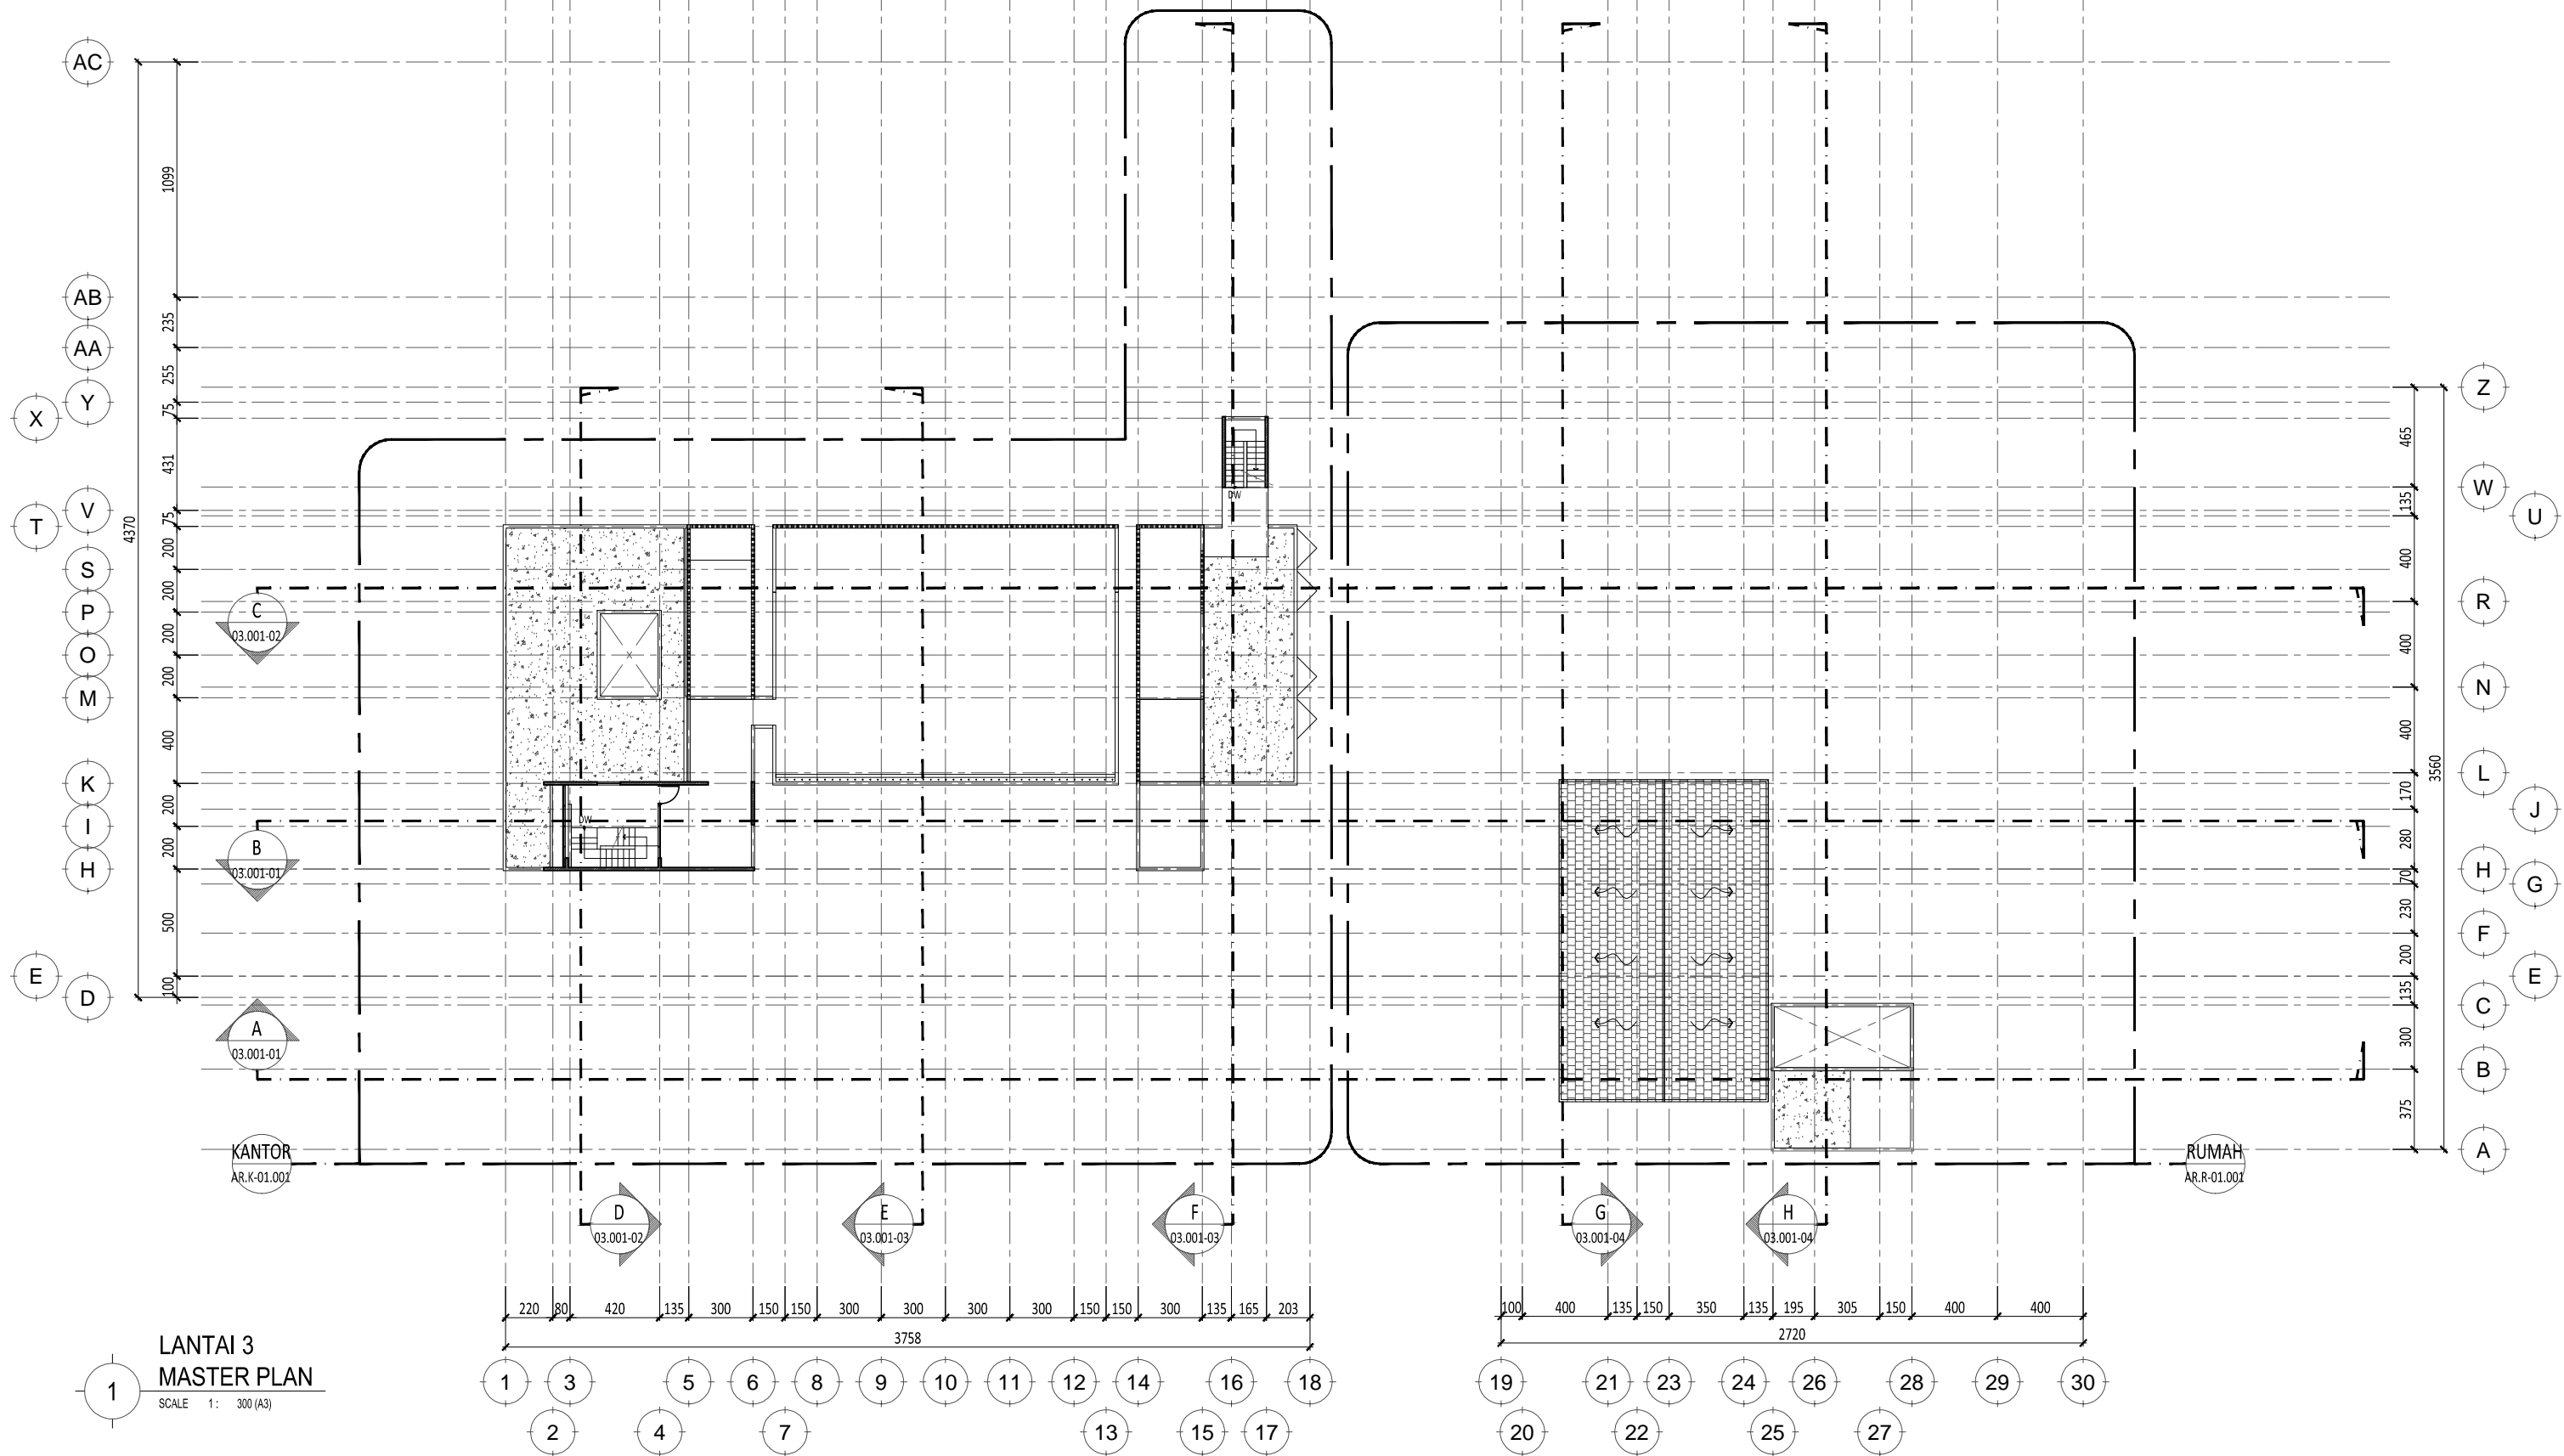 AC
AB
AA
Y
X
V
T
S
P
O
M
K
I
H
E
D
4370
1099
235
255
75
431
75
200
200
200
200
400
200
200
500
100
C
03.001-02
B
03.001-01
A
03.001-01
KANTOR
AR.K-01.001
DW
DW
Z
W
U
R
N
L
J
H
G
F
E
C
B
A
465
135
400
400
400
170
280
70
230
200
135
300
375
3560
RUMAH
AR.R-01.001
D
03.001-02
E
03.001-03
F
03.001-03
G
03.001-04
H
03.001-04
220 80 420 135 300 150 150 300 300 300 300 150 150 300 135 165 203
3758
100 400 135 150 350 135 195 305 150 400 400
2720
1 3 5 6 8 9 10 11 12 14 16 18 19 21 23 24 26 28 29 30
2 4 7 13 15 17 20 22 25 27
1
LANTAI 3
MASTER PLAN
SCALE 1 : 300 (A3)